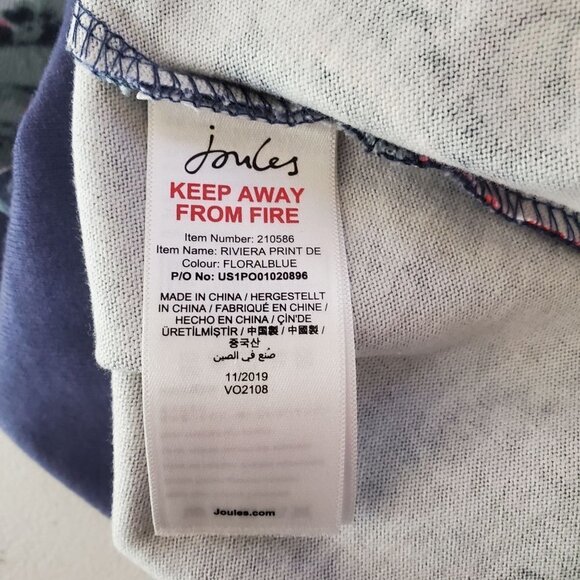 Joules
KEEP AWAY
FROM FIRE
Item Number: 210586
Item Name: RIVIERA PRINT DE
Colour: FLORALBLUE
P/O No: US1PO01020896
MADE IN CHINA / HERGESTELLT
IN CHINA / FABRIQUÉ EN CHINE /
HECHO EN CHINA / ÇİN'DE
ÜRETİLMİŞTİR / 中国製 / 中國製 /
중국산
صُنع في الصين
11/2019
VO2108
Joules.com